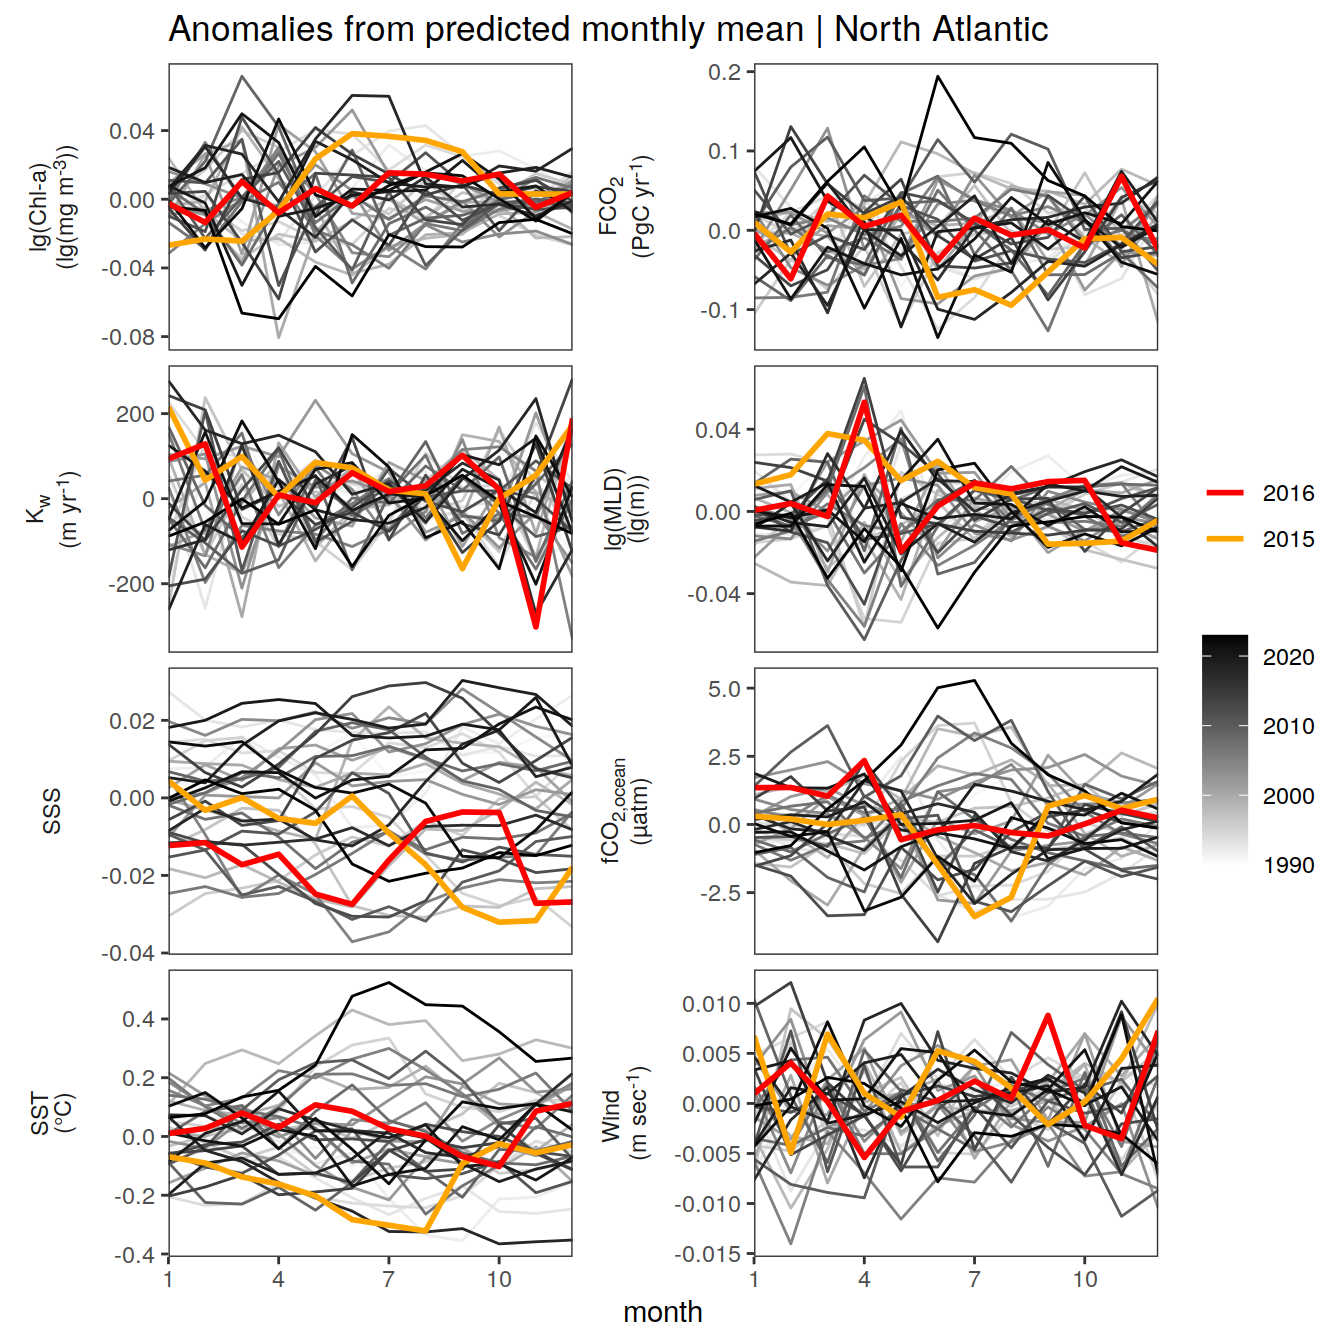 Anomalies from predicted monthly mean | North Atlantic
lg(Chl-a)
(lg(mg m⁻³))
0.04
0.00
-0.04
-0.08
FCO₂
(PgC yr⁻¹)
0.2
0.1
0.0
-0.1
K_w
(m yr⁻¹)
200
0
-200
lg(MLD)
(lg(m))
0.04
0.00
-0.04
SSS
0.02
0.00
-0.02
-0.04
fCO₂,ocean
(µatm)
5.0
2.5
0.0
-2.5
SST
(°C)
0.4
0.2
0.0
-0.2
-0.4
1 4 7 10
Wind
(m sec⁻¹)
0.010
0.005
0.000
-0.005
-0.010
-0.015
1 4 7 10
month
2016
2015
2020
2010
2000
1990